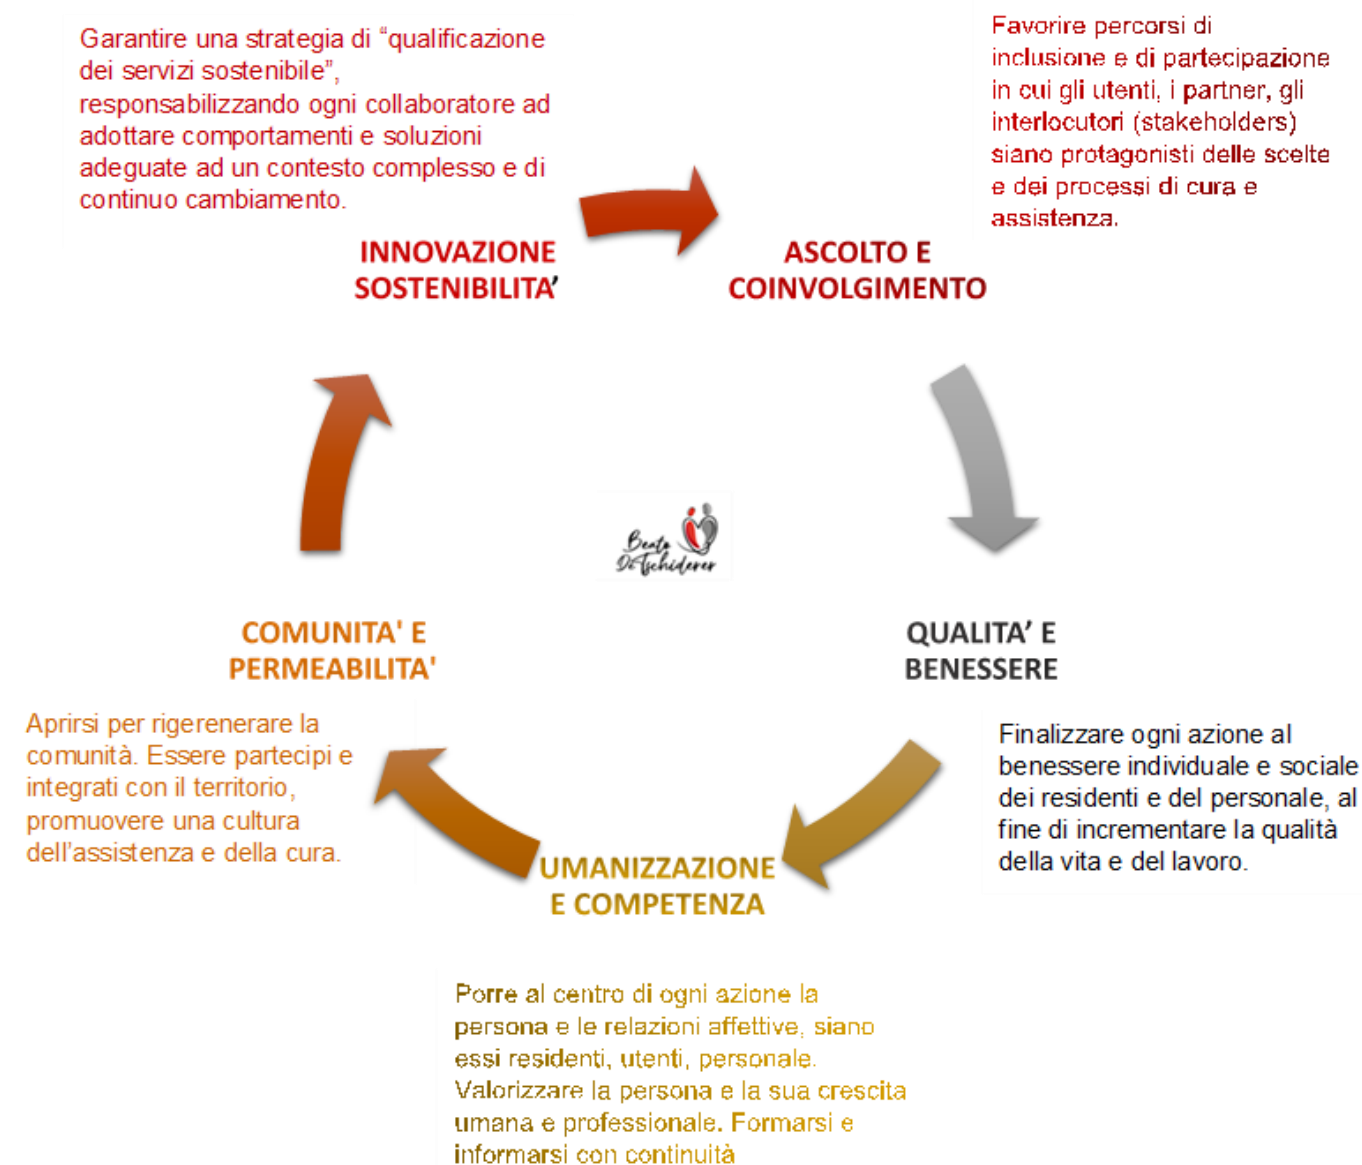 Garantire una strategia di “qualificazione
dei servizi sostenibile”,
responsabilizzando ogni collaboratore ad
adottare comportamenti e soluzioni
adeguate ad un contesto complesso e di
continuo cambiamento.
INNOVAZIONE
SOSTENIBILITA’
Favorire percorsi di
inclusione e di partecipazione
in cui gli utenti, i partner, gli
interlocutori (stakeholders)
siano protagonisti delle scelte
e dei processi di cura e
assistenza.
ASCOLTO E
COINVOLGIMENTO
Beato
De Tschiderer
COMUNITA' E
PERMEABILITA'
Aprirsi per rigerenerare la
comunità. Essere partecipi e
integrati con il territorio,
promuovere una cultura
dell’assistenza e della cura.
QUALITA’ E
BENESSERE
Finalizzare ogni azione al
benessere individuale e sociale
dei residenti e del personale, al
fine di incrementare la qualità
della vita e del lavoro.
UMANIZZAZIONE
E COMPETENZA
Porre al centro di ogni azione la
persona e le relazioni affettive, siano
essi residenti, utenti, personale.
Valorizzare la persona e la sua crescita
umana e professionale. Formarsi e
informarsi con continuità